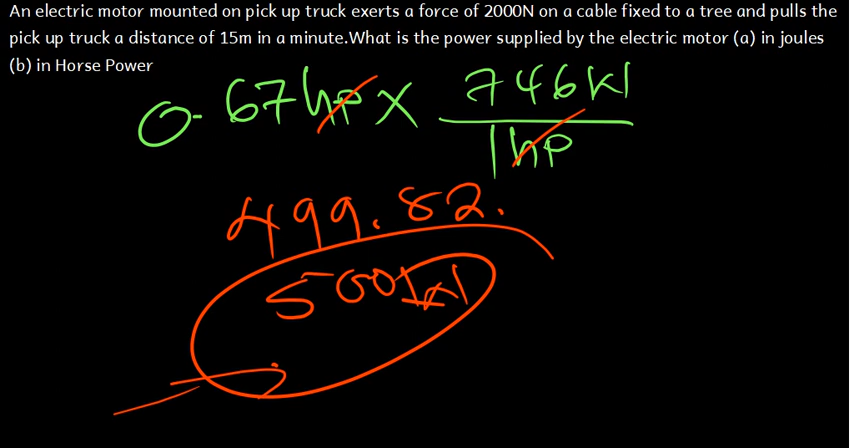 An electric motor mounted on pick up truck exerts a force of 2000N on a cable fixed to a tree and pulls the
pick up truck a distance of 15m in a minute.What is the power supplied by the electric motor (a) in joules
(b) in Horse Power
0.67hp x 746W
1hp
499.82.
500W